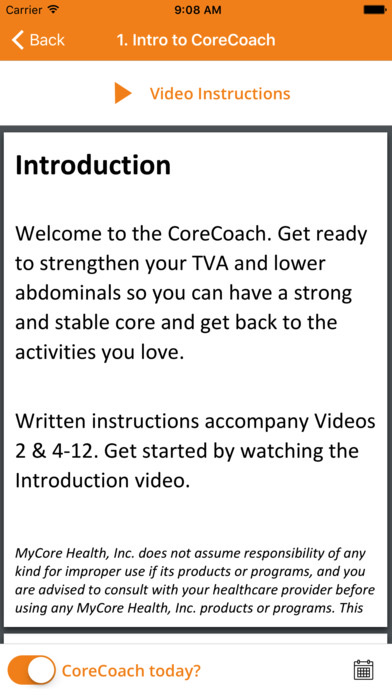 Carrier 9:08 AM
Back 1. Intro to CoreCoach
Video Instructions
Introduction
Welcome to the CoreCoach. Get ready
to strengthen your TVA and lower
abdominals so you can have a strong
and stable core and get back to the
activities you love.
Written instructions accompany Videos
2 & 4-12. Get started by watching the
Introduction video.
MyCore Health, Inc. does not assume responsibility of any
kind for improper use if its products or programs, and you
are advised to consult with your healthcare provider before
using any MyCore Health, Inc. products or programs. This
CoreCoach today?